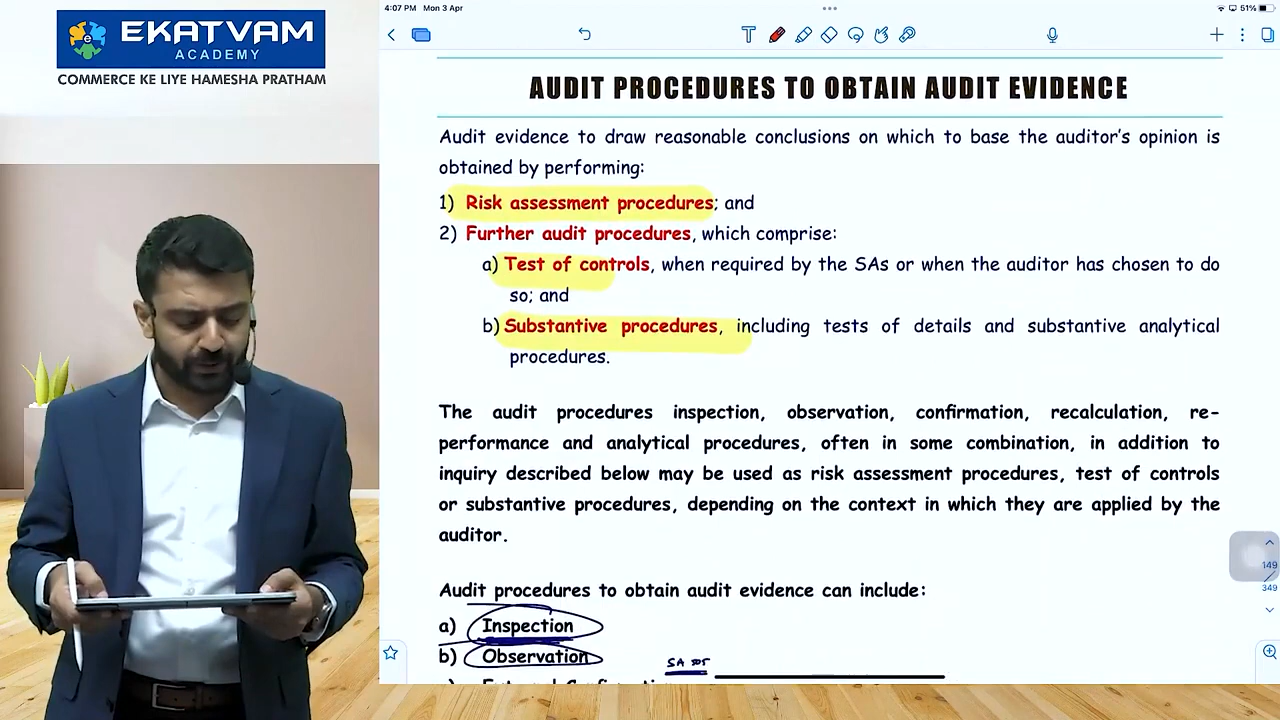 EKATVAM
ACADEMY
COMMERCE KE LIYE HAMESHA PRATHAM
4:07 PM Mon 3 Apr
51%
AUDIT PROCEDURES TO OBTAIN AUDIT EVIDENCE
Audit evidence to draw reasonable conclusions on which to base the auditor's opinion is
obtained by performing:
1) Risk assessment procedures; and
2) Further audit procedures, which comprise:
a) Test of controls, when required by the SAs or when the auditor has chosen to do
so; and
b) Substantive procedures, including tests of details and substantive analytical
procedures.
The audit procedures inspection, observation, confirmation, recalculation, re-
performance and analytical procedures, often in some combination, in addition to
inquiry described below may be used as risk assessment procedures, test of controls
or substantive procedures, depending on the context in which they are applied by the
auditor.
149
349
Audit procedures to obtain audit evidence can include:
a) Inspection
b) Observation
SA 505